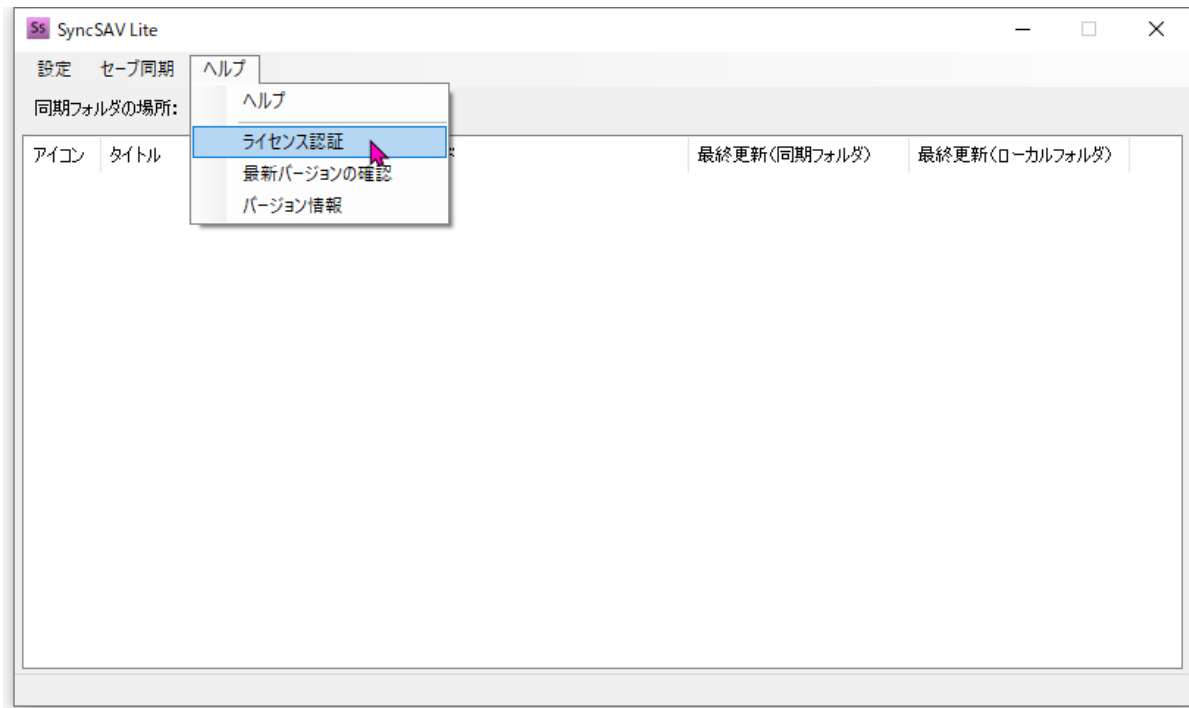 Ss SyncSAV Lite
設定 セーブ同期 ヘルプ
同期フォルダの場所:
ヘルプ
ライセンス認証
最新バージョンの確認
バージョン情報
アイコン タイトル 最終更新(同期フォルダ) 最終更新(ローカルフォルダ)